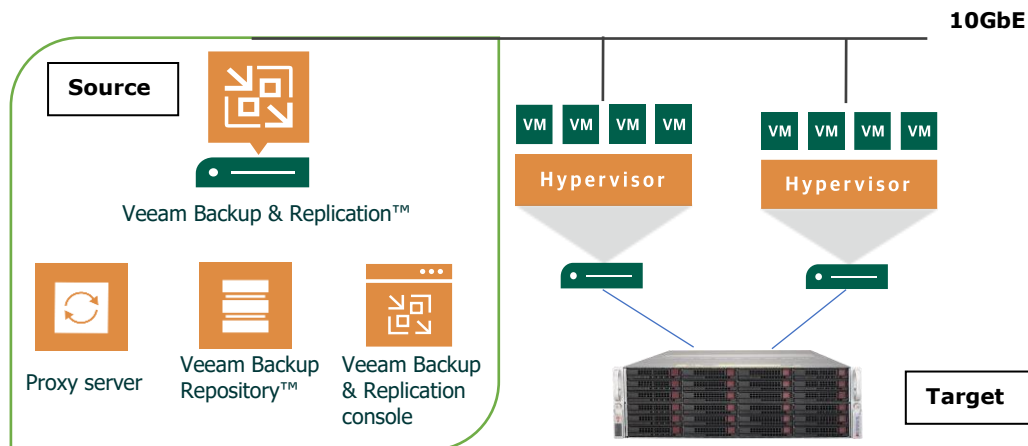 10GbE
Source
VM VM VM VM
VM VM VM VM
Hypervisor
Hypervisor
Veeam Backup & Replication™
Proxy server
Veeam Backup
Repository™
Veeam Backup
& Replication
console
Target